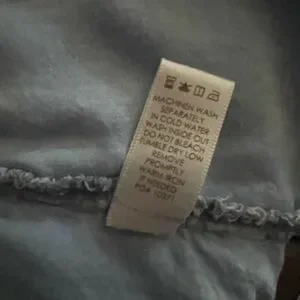 MACHINEN WASH
SEPARATELY
IN COLD WATER
WASH INSIDE OUT
DO NOT BLEACH
TUMBLE DRY LOW
REMOVE
PROMPTLY
WARM IRON
IF NEEDED